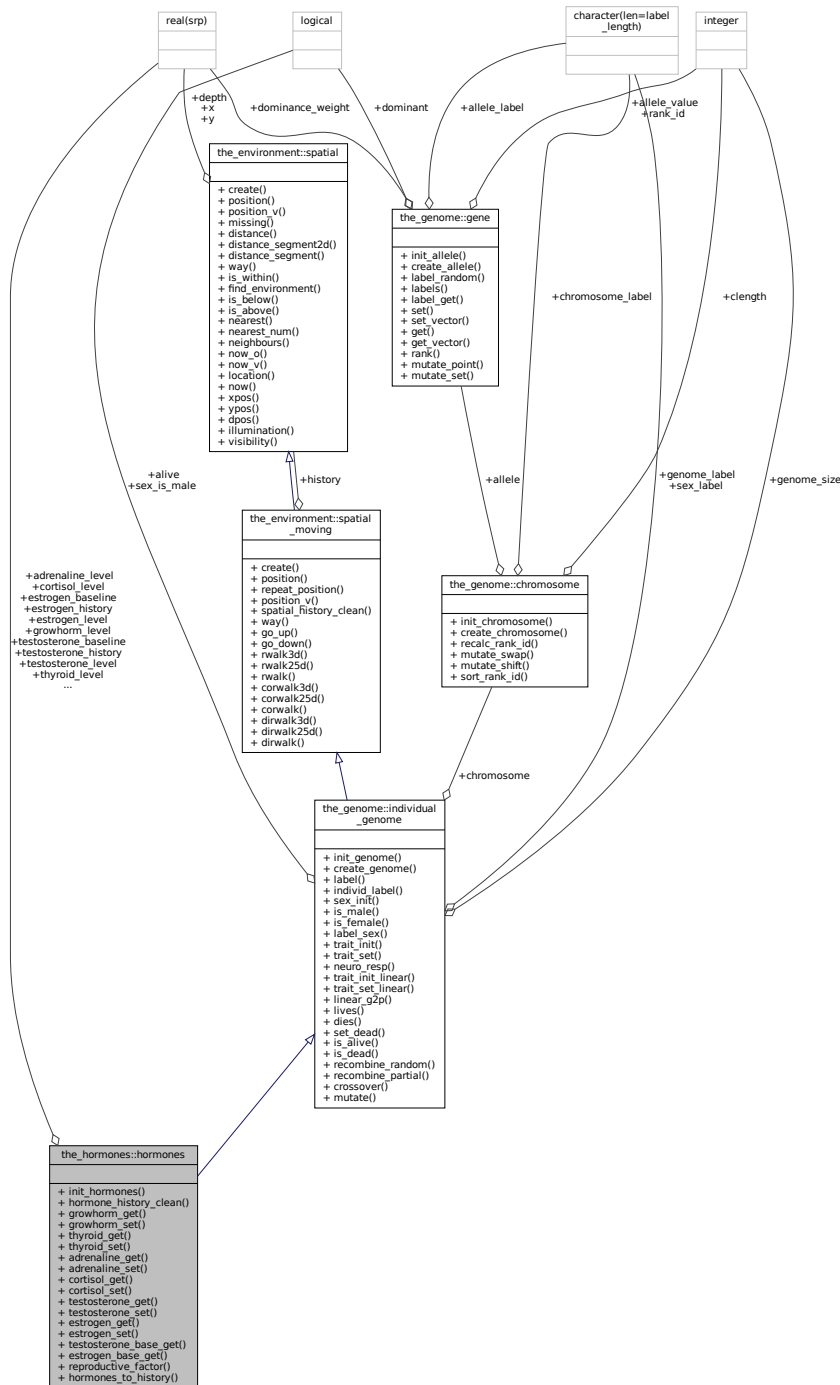 real(srp)
logical
character(len=label
_length)
integer
+depth
+x
+y
+dominance_weight
+dominant
+allele_label
+allele_value
+rank_id
the_environment::spatial
+ create()
+ position()
+ position_v()
+ missing()
+ distance()
+ distance_segment2d()
+ distance_segment()
+ way()
+ is_within()
+ find_environment()
+ is_below()
+ is_above()
+ nearest()
+ nearest_num()
+ neighbours()
+ now_o()
+ now_v()
+ location()
+ now()
+ xpos()
+ ypos()
+ dpos()
+ illumination()
+ visibility()
the_genome::gene
+ init_allele()
+ create_allele()
+ label_random()
+ labels()
+ label_get()
+ set()
+ set_vector()
+ get()
+ get_vector()
+ rank()
+ mutate_point()
+ mutate_set()
+chromosome_label
+clength
+alive
+sex_is_male
+history
+allele
+genome_label
+sex_label
+genome_size
the_environment::spatial
_moving
+ create()
+ position()
+ repeat_position()
+ position_v()
+ spatial_history_clean()
+ way()
+ go_up()
+ go_down()
+ rwalk3d()
+ rwalk25d()
+ rwalk()
+ corwalk3d()
+ corwalk25d()
+ corwalk()
+ dirwalk3d()
+ dirwalk25d()
+ dirwalk()
+adrenaline_level
+cortisol_level
+estrogen_baseline
+estrogen_history
+estrogen_level
+growhorm_level
+testosterone_baseline
+testosterone_history
+testosterone_level
+thyroid_level
...
the_genome::chromosome
+ init_chromosome()
+ create_chromosome()
+ recalc_rank_id()
+ mutate_swap()
+ mutate_shift()
+ sort_rank_id()
+chromosome
the_genome::individual
_genome
+ init_genome()
+ create_genome()
+ label()
+ individ_label()
+ sex_init()
+ is_male()
+ is_female()
+ label_sex()
+ trait_init()
+ trait_set()
+ neuro_resp()
+ trait_init_linear()
+ trait_set_linear()
+ linear_g2p()
+ lives()
+ dies()
+ set_dead()
+ is_alive()
+ is_dead()
+ recombine_random()
+ recombine_partial()
+ crossover()
+ mutate()
the_hormones::hormones
+ init_hormones()
+ hormone_history_clean()
+ growhorm_get()
+ growhorm_set()
+ thyroid_get()
+ thyroid_set()
+ adrenaline_get()
+ adrenaline_set()
+ cortisol_get()
+ cortisol_set()
+ testosterone_get()
+ testosterone_set()
+ estrogen_get()
+ estrogen_set()
+ testosterone_base_get()
+ estrogen_base_get()
+ reproductive_factor()
+ hormones_to_history()